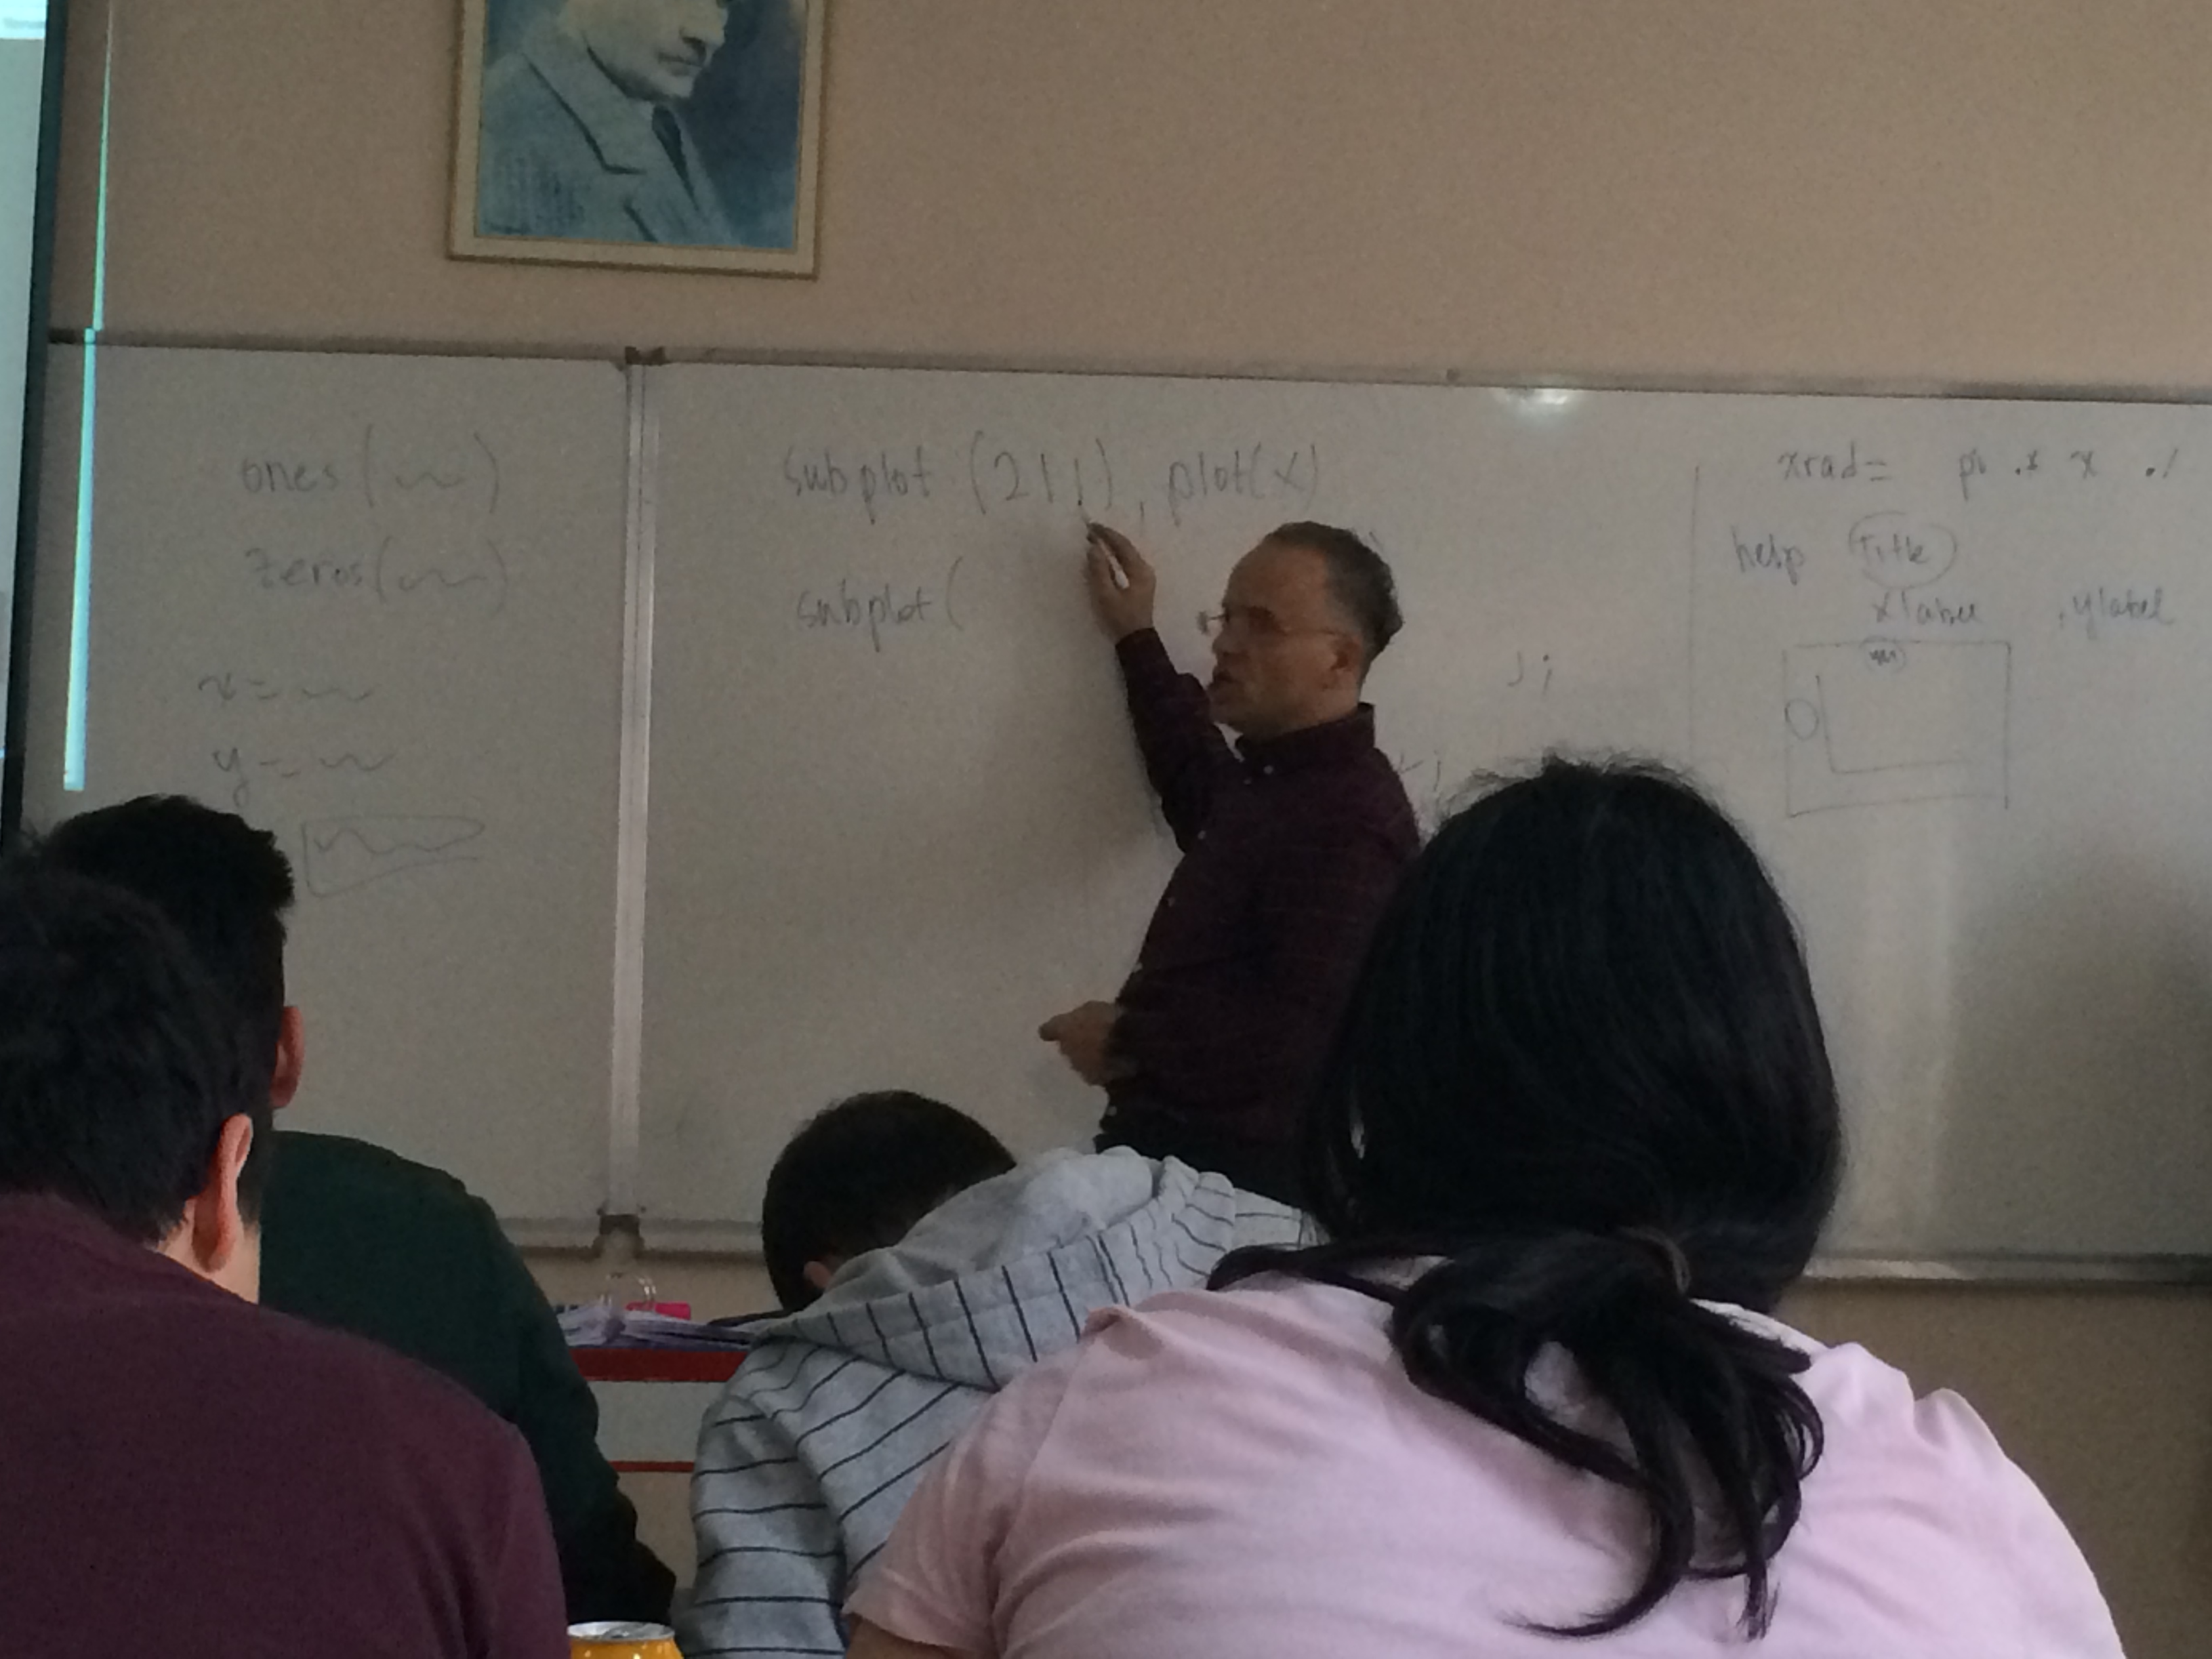 ones( )
zeros( )
x=
y=
subplot (211), plot(x)
subplot(
J;
xrad= pi .* x ./
help Title
xlabel , ylabel